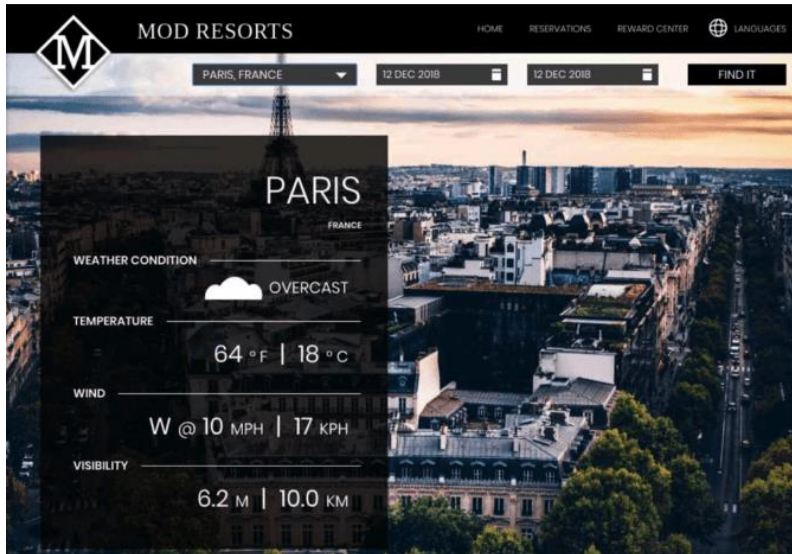 M
MOD RESORTS
HOME
RESERVATIONS
REWARD CENTER
LANGUAGES
PARIS, FRANCE
12 DEC 2018
12 DEC 2018
FIND IT
PARIS
FRANCE
WEATHER CONDITION
OVERCAST
TEMPERATURE
64 ° F | 18 ° C
WIND
W @ 10 MPH | 17 KPH
VISIBILITY
6.2 M | 10.0 KM